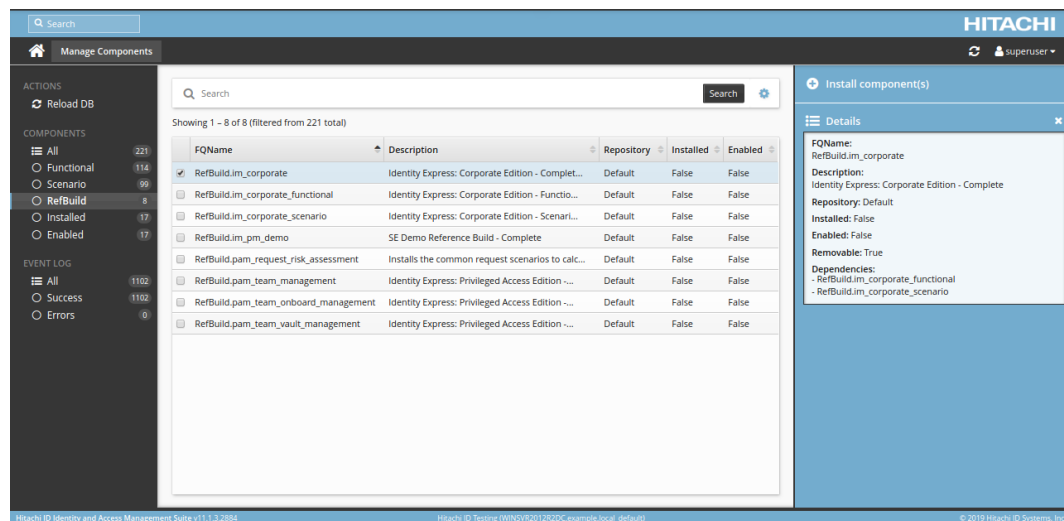 Search
HITACHI
Manage Components
superuser
ACTIONS
Reload DB
COMPONENTS
All 221
Functional 114
Scenario 99
RefBuild 8
Installed 17
Enabled 17
EVENT LOG
All 1102
Success 1102
Errors 0
Search Search
Showing 1 – 8 of 8 (filtered from 221 total)
FQName Description Repository Installed Enabled
RefBuild.im_corporate Identity Express: Corporate Edition - Complet... Default False False
RefBuild.im_corporate_functional Identity Express: Corporate Edition - Functio... Default False False
RefBuild.im_corporate_scenario Identity Express: Corporate Edition - Scenari... Default False False
RefBuild.im_pm_demo SE Demo Reference Build - Complete Default False False
RefBuild.pam_request_risk_assessment Installs the common request scenarios to calc... Default False False
RefBuild.pam_team_management Identity Express: Privileged Access Edition -... Default False False
RefBuild.pam_team_onboard_management Identity Express: Privileged Access Edition -... Default False False
RefBuild.pam_team_vault_management Identity Express: Privileged Access Edition -... Default False False
Install component(s)
Details
FQName:
RefBuild.im_corporate
Description:
Identity Express: Corporate Edition - Complete
Repository: Default
Installed: False
Enabled: False
Removable: True
Dependencies:
- RefBuild.im_corporate_functional
- RefBuild.im_corporate_scenario
Hitachi ID Identity and Access Management Suite v11.1.3.2884
Hitachi ID Testing (WINSVR2012R2DC.example.local_default)
© 2019 Hitachi ID Systems, Inc.